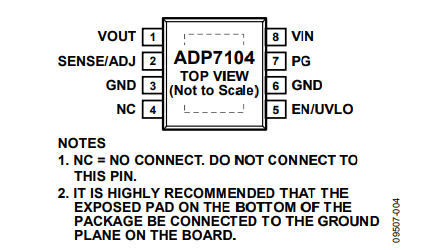 VOUT 1 8 VIN
ADP7104
SENSE/ADJ 2 7 PG
TOP VIEW
GND 3 6 GND
(Not to Scale)
NC 4 5 EN/UVLO
NOTES
1. NC = NO CONNECT. DO NOT CONNECT TO
THIS PIN.
2. IT IS HIGHLY RECOMMENDED THAT THE
EXPOSED PAD ON THE BOTTOM OF THE
PACKAGE BE CONNECTED TO THE GROUND
PLANE ON THE BOARD.
09507-004